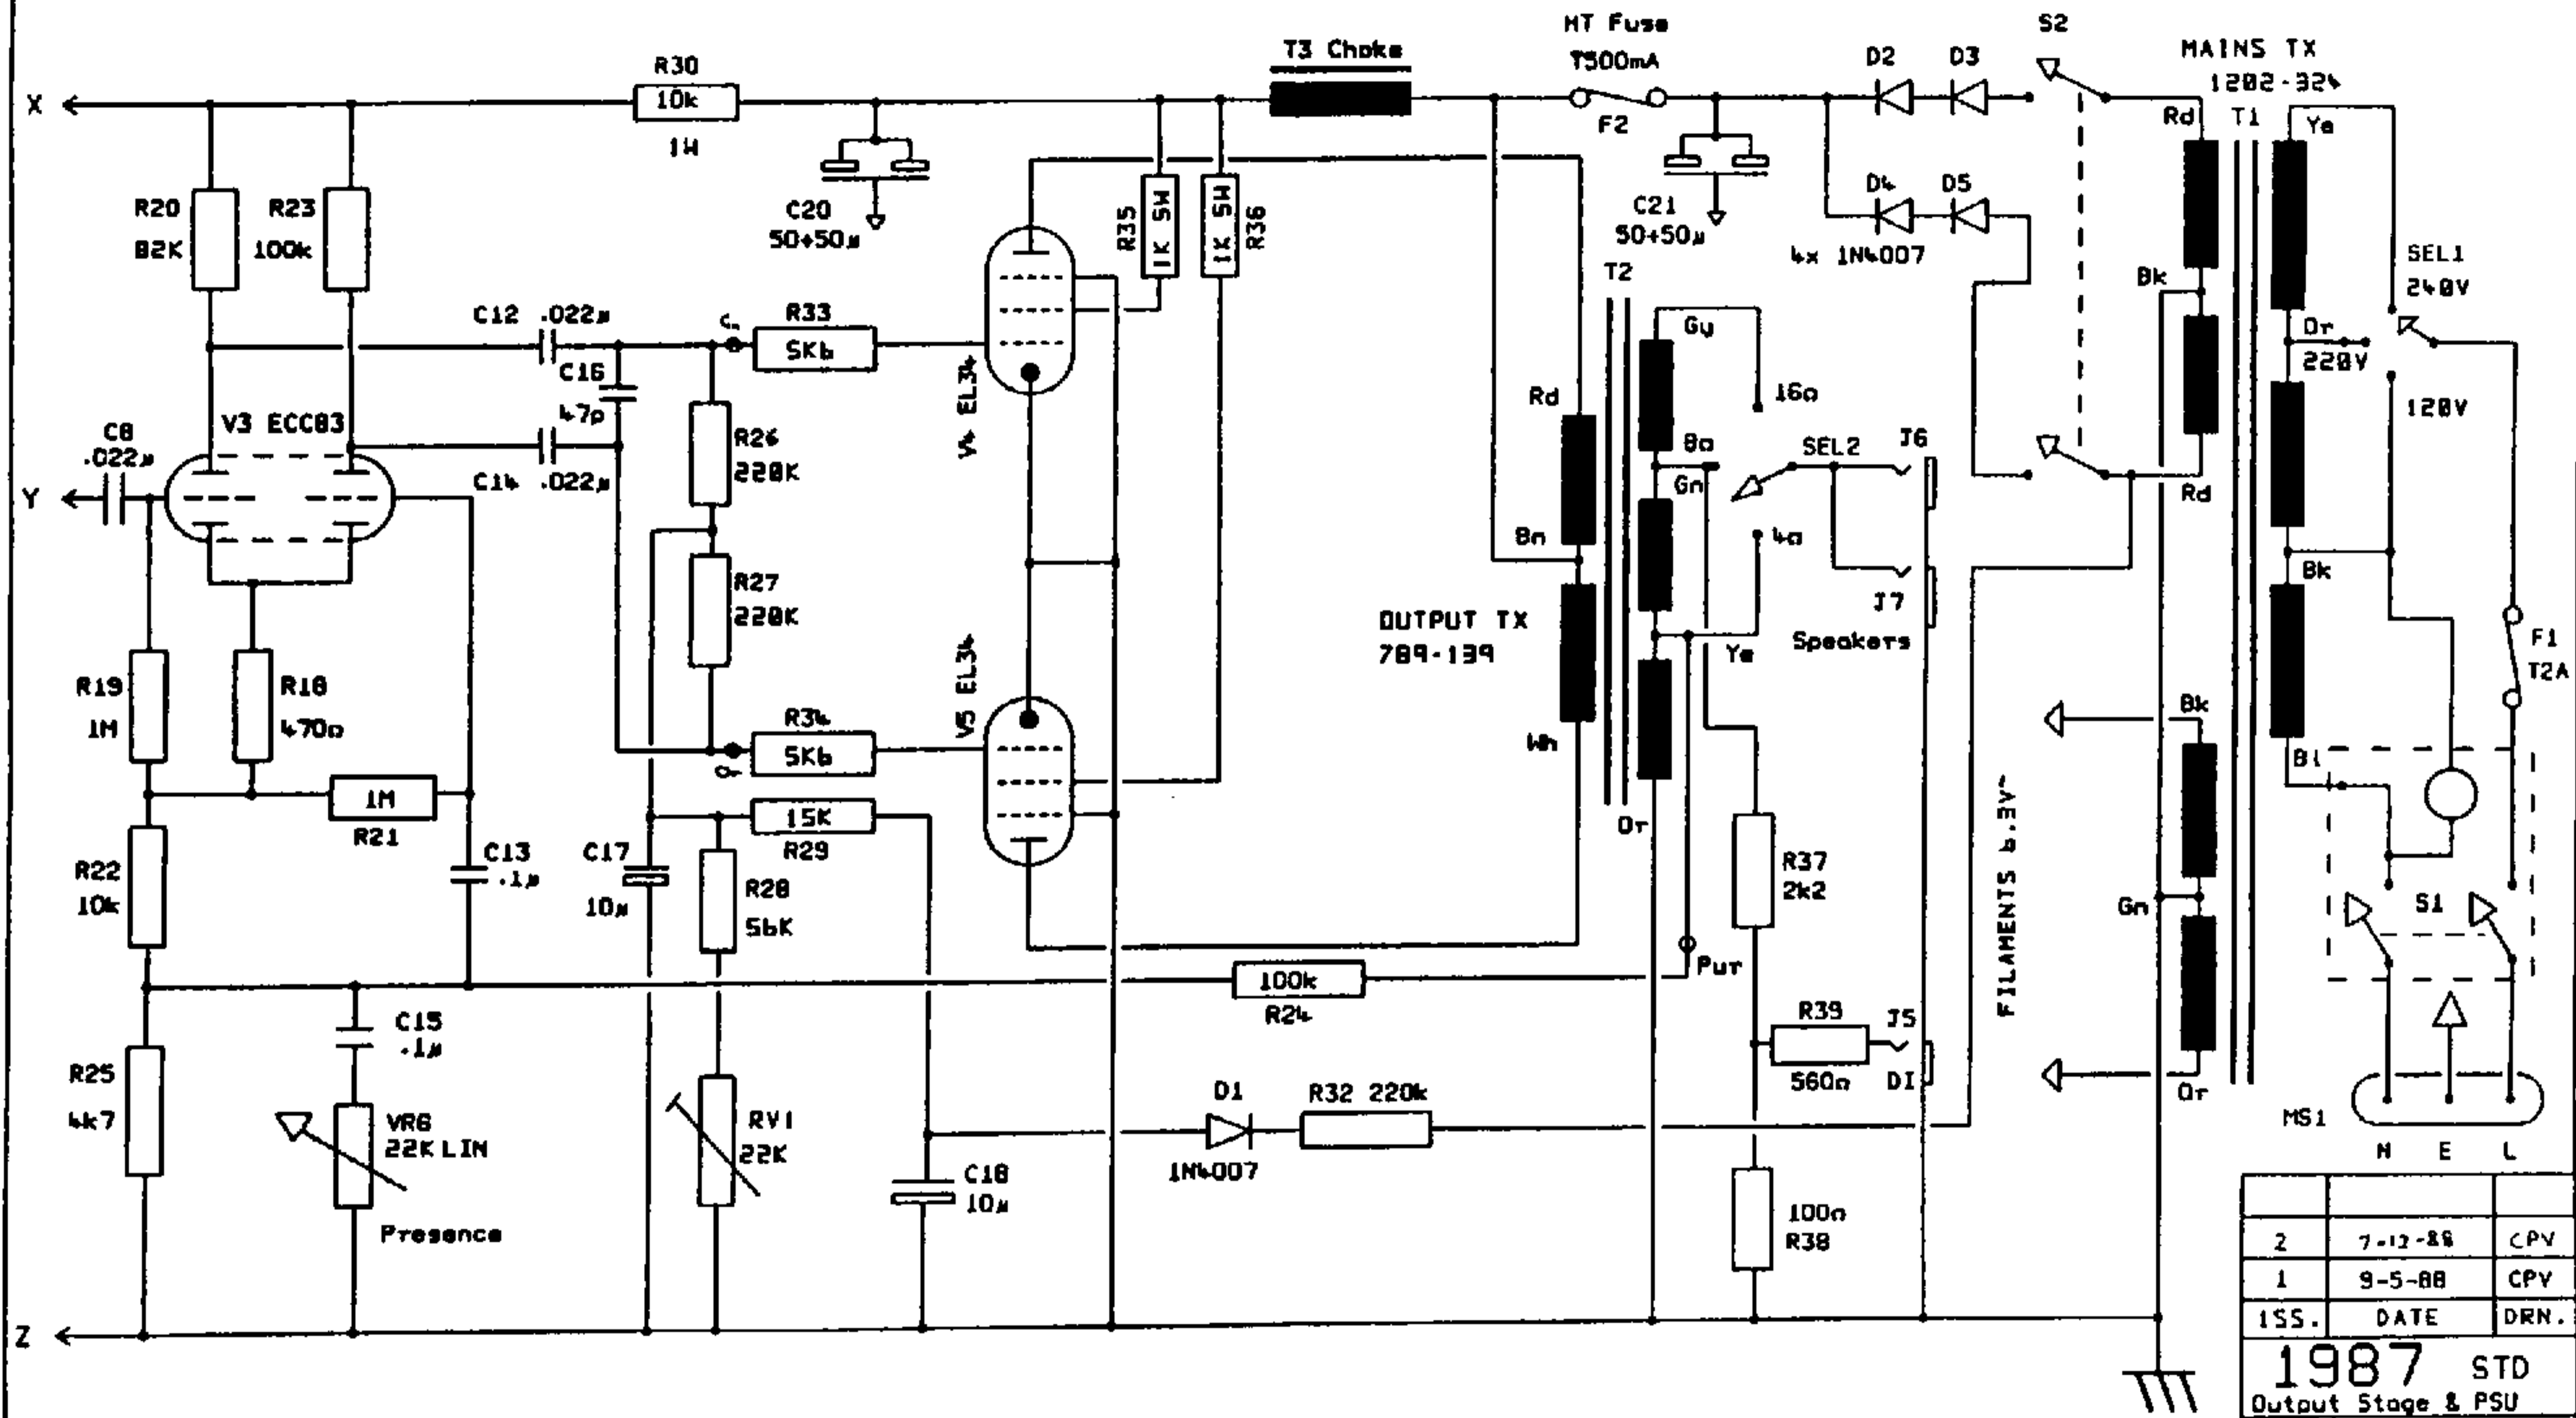 HT Fuse
T500mA
F2
T3 Choke
D2
D3
S2
MAINS TX
1202-324
T1
R30
10k
1W
X
Rd
Ye
R20
82K
R23
100k
C20
50+50µ
R35
1K 5W
1K 5W
R36
C21
50+50µ
D4
D5
4x 1N4007
T2
Bk
SEL1
240V
Or
220V
120V
C12 .022µ
R33
5K6
C16
47p
V4 EL34
Gy
16Ω
Rd
V3 ECC83
C8
.022µ
Y
C14 .022µ
R26
220K
8Ω
Gn
SEL2
J6
Rd
4Ω
Bn
R27
220K
OUTPUT TX
789-139
J7
Speakers
Ye
Bk
F1
T2A
R19
1M
R18
470Ω
V5 EL34
R34
5K6
Or
Wh
Bk
Bl
1M
R21
15K
R29
Or
R37
2k2
R22
10k
C13
.1µ
C17
10µ
R28
56K
FILAMENTS 6.3V~
Gn
S1
Pur
100k
R24
C15
.1µ
R39
560Ω
J5
DI
R25
4k7
VR6
22K LIN
Presence
RV1
22K
D1
1N4007
R32 220k
Or
MS1
N E L
C18
10µ
100Ω
R38
Z
2 7-12-88 CPV
1 9-5-88 CPV
ISS. DATE DRN.
1987 STD
Output Stage & PSU